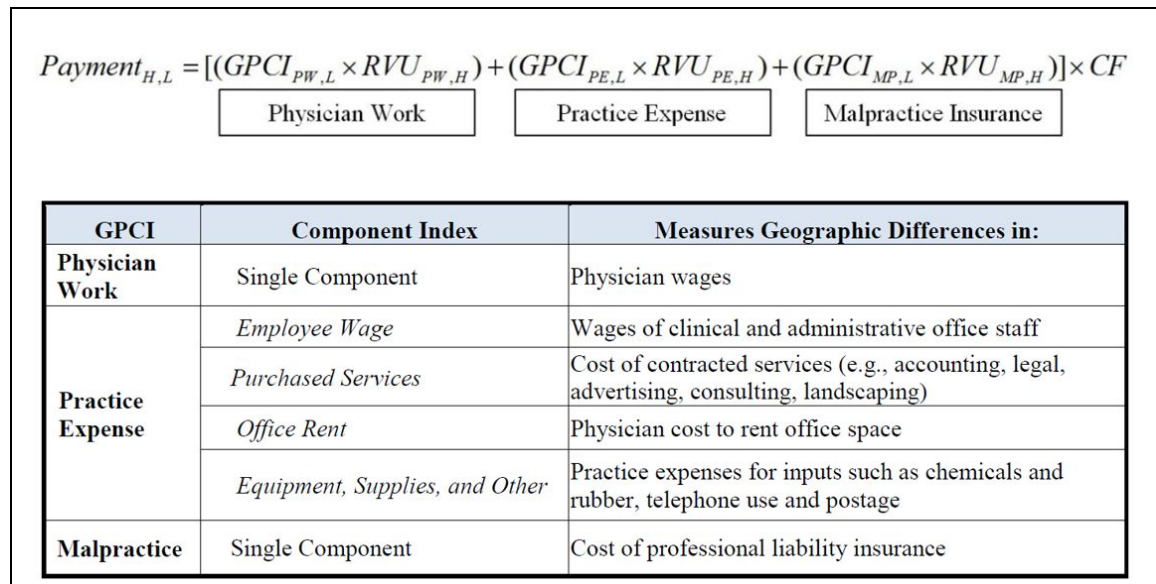 Payment_{H,L} = [(GPCI_{PW,L} × RVU_{PW,H}) + (GPCI_{PE,L} × RVU_{PE,H}) + (GPCI_{MP,L} × RVU_{MP,H})] × CF
Physician Work Practice Expense Malpractice Insurance
GPCI Component Index Measures Geographic Differences in:
Physician
Work
Single Component
Physician wages
Practice
Expense
Employee Wage
Wages of clinical and administrative office staff
Purchased Services
Cost of contracted services (e.g., accounting, legal,
advertising, consulting, landscaping)
Office Rent
Physician cost to rent office space
Equipment, Supplies, and Other
Practice expenses for inputs such as chemicals and
rubber, telephone use and postage
Malpractice
Single Component
Cost of professional liability insurance